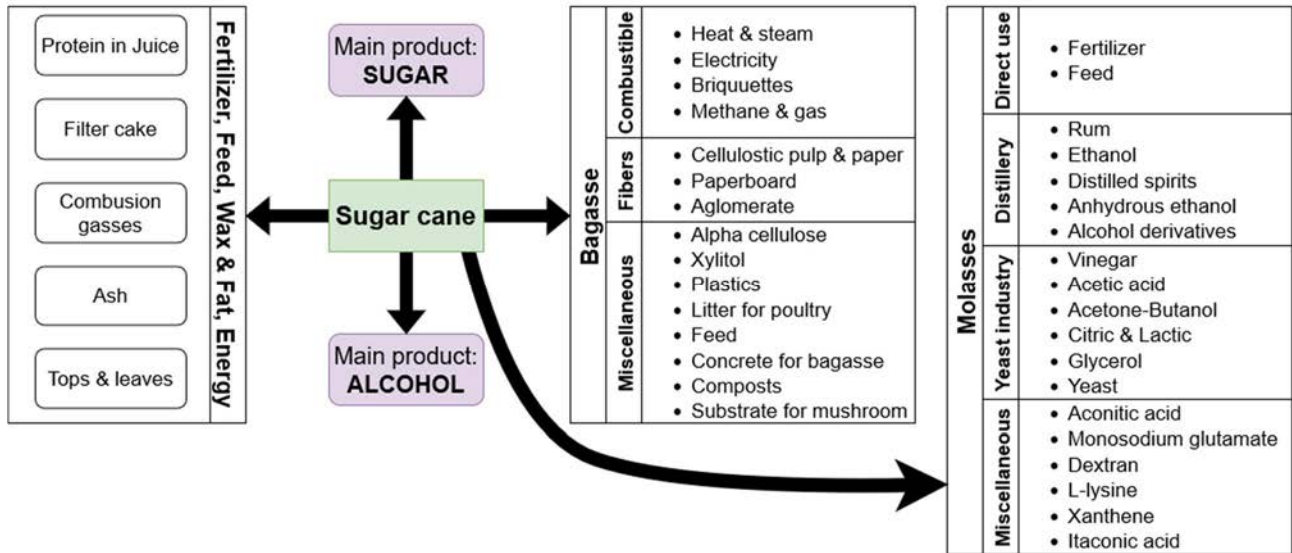 Protein in Juice
Filter cake
Combusion
gasses
Ash
Tops & leaves
Fertilizer, Feed, Wax & Fat, Energy
Main product:
SUGAR
Sugar cane
Main product:
ALCOHOL
Bagasse
Combustible
• Heat & steam
• Electricity
• Briquuettes
• Methane & gas
Fibers
• Cellulostic pulp & paper
• Paperboard
• Aglomerate
Miscellaneous
• Alpha cellulose
• Xylitol
• Plastics
• Litter for poultry
• Feed
• Concrete for bagasse
• Composts
• Substrate for mushroom
Molasses
Direct use
• Fertilizer
• Feed
Distillery
• Rum
• Ethanol
• Distilled spirits
• Anhydrous ethanol
• Alcohol derivatives
Yeast industry
• Vinegar
• Acetic acid
• Acetone-Butanol
• Citric & Lactic
• Glycerol
• Yeast
Miscellaneous
• Aconitic acid
• Monosodium glutamate
• Dextran
• L-lysine
• Xanthene
• Itaconic acid